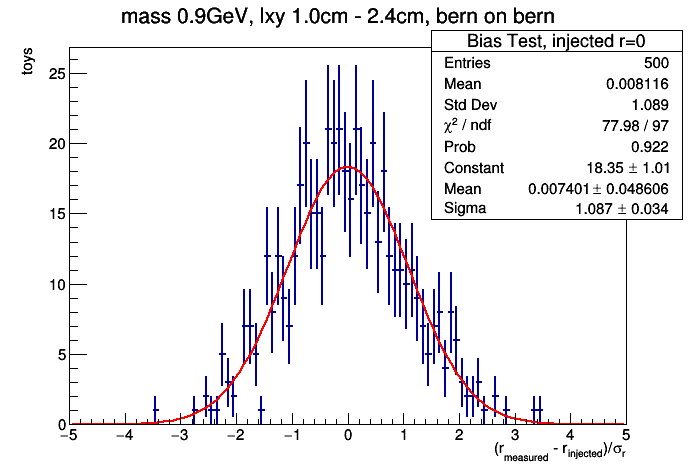 mass 0.9GeV, lxy 1.0cm - 2.4cm, bern on bern
Bias Test, injected r=0
Entries 500
Mean 0.008116
Std Dev 1.089
χ² / ndf 77.98 / 97
Prob 0.922
Constant 18.35 ± 1.01
Mean 0.007401 ± 0.048606
Sigma 1.087 ± 0.034
toys
25
20
15
10
5
0
−5 −4 −3 −2 −1 0 1 2 3 4 5
(r_measured - r_injected)/σ_r